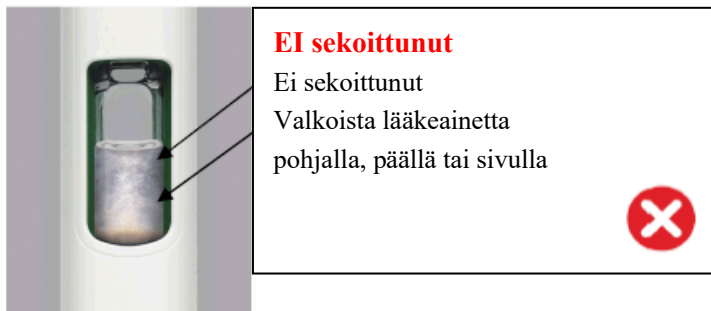 EI sekoittunut
Ei sekoittunut
Valkoista lääkeainetta
pohjalla, päällä tai sivulla